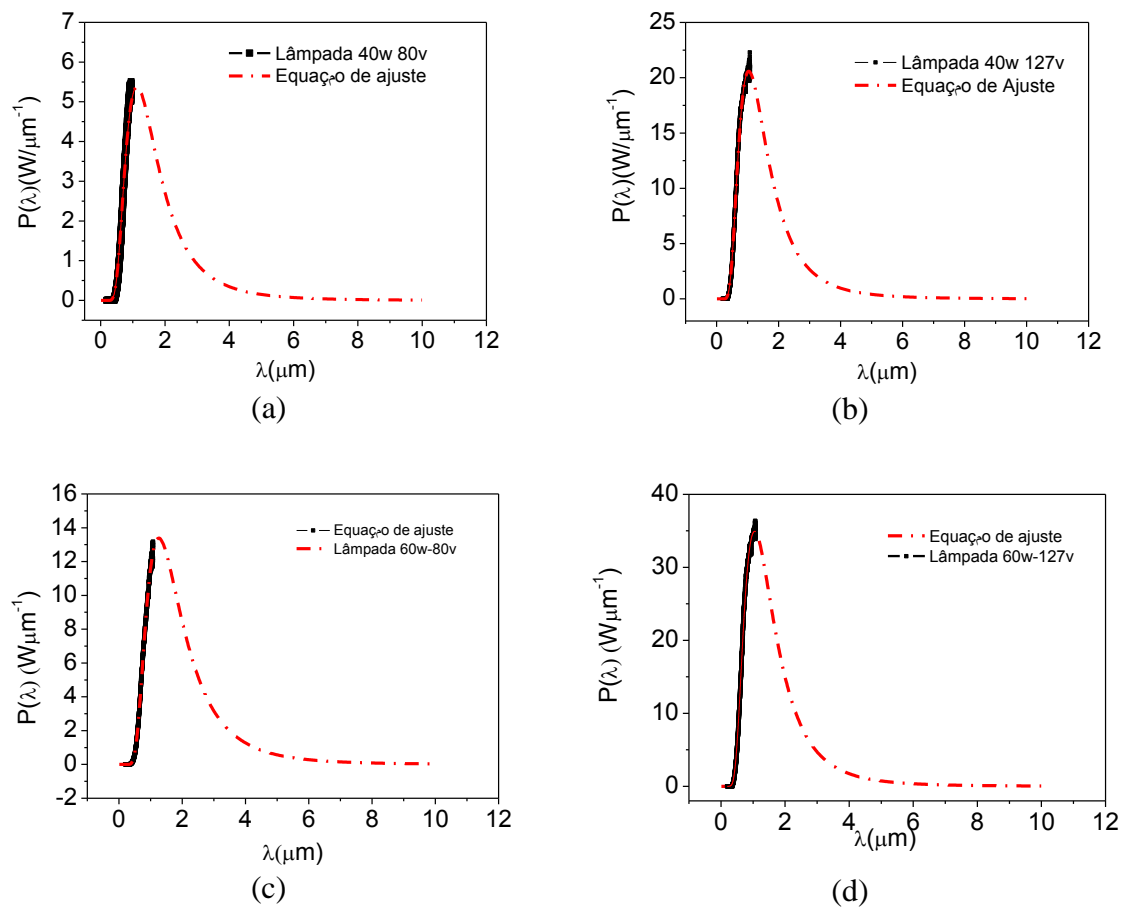 7
6
5
4
3
2
1
0
P(λ)(W/μm⁻¹)
Lâmpada 40w 80v
Equaçمo de ajuste
0 2 4 6 8 10 12
λ(μm)
(a)
25
20
15
10
5
0
P(λ)(W/μm⁻¹)
Lâmpada 40w 127v
Equaçمo de Ajuste
0 2 4 6 8 10 12
λ(μm)
(b)
16
14
12
10
8
6
4
2
0
-2
P(λ) (Wμm⁻¹)
Equaçمo de ajuste
Lâmpada 60w-80v
0 2 4 6 8 10 12
λ(μm)
(c)
40
30
20
10
0
P(λ) (Wμm⁻¹)
Equaçمo de ajuste
Lâmpada 60w-127v
0 2 4 6 8 10 12
λ(μm)
(d)